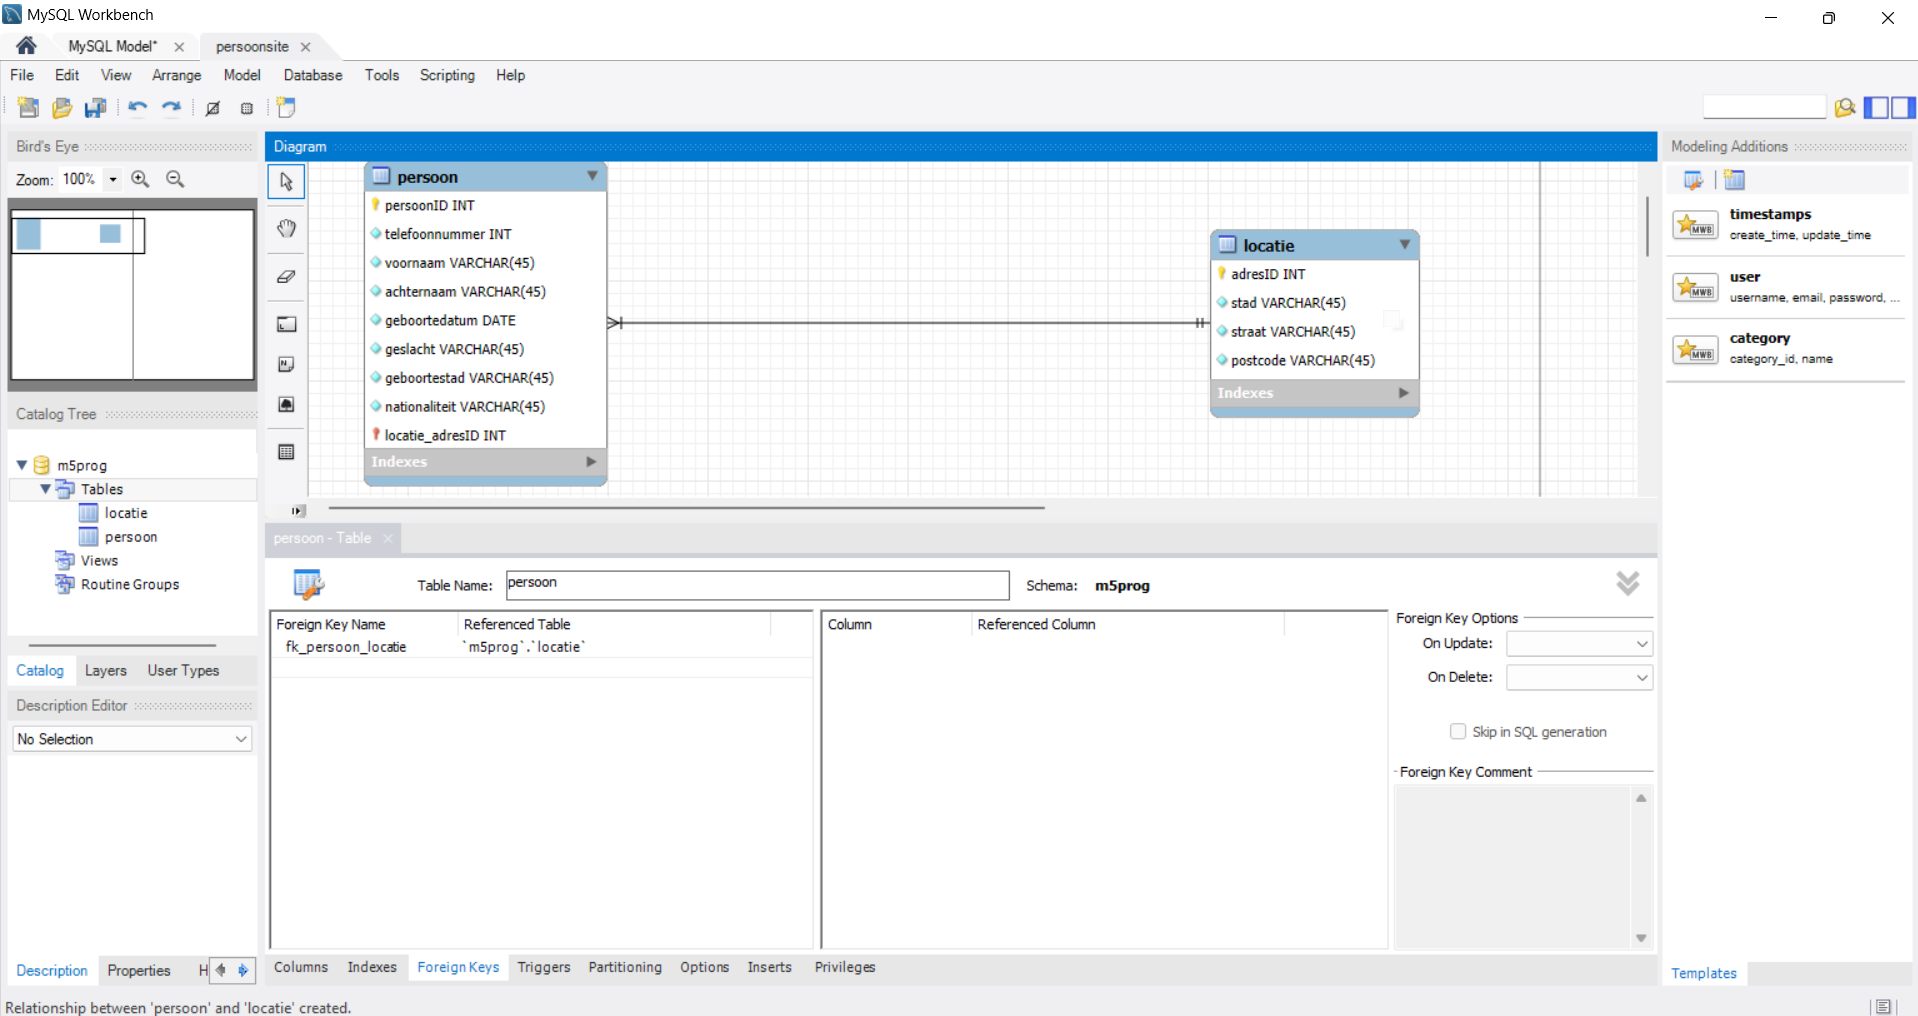 MySQL Workbench
MySQL Model*
persoonsite
File Edit View Arrange Model Database Tools Scripting Help
Bird's Eye
Zoom: 100%
Catalog Tree
m5prog
Tables
locatie
persoon
Views
Routine Groups
Catalog Layers User Types
Description Editor
No Selection
Description Properties H
Diagram
persoon
persoonID INT
telefoonnummer INT
voornaam VARCHAR(45)
achternaam VARCHAR(45)
geboortedatum DATE
geslacht VARCHAR(45)
geboortestad VARCHAR(45)
nationaliteit VARCHAR(45)
locatie_adresID INT
Indexes
locatie
adresID INT
stad VARCHAR(45)
straat VARCHAR(45)
postcode VARCHAR(45)
Indexes
persoon - Table
Table Name: persoon Schema: m5prog
Foreign Key Name Referenced Table
fk_persoon_locatie `m5prog`.`locatie`
Column Referenced Column
Foreign Key Options
On Update:
On Delete:
Skip in SQL generation
Foreign Key Comment
Columns Indexes Foreign Keys Triggers Partitioning Options Inserts Privileges
Modeling Additions
MWB
timestamps
create_time, update_time
MWB
user
username, email, password, ...
MWB
category
category_id, name
Templates
Relationship between 'persoon' and 'locatie' created.